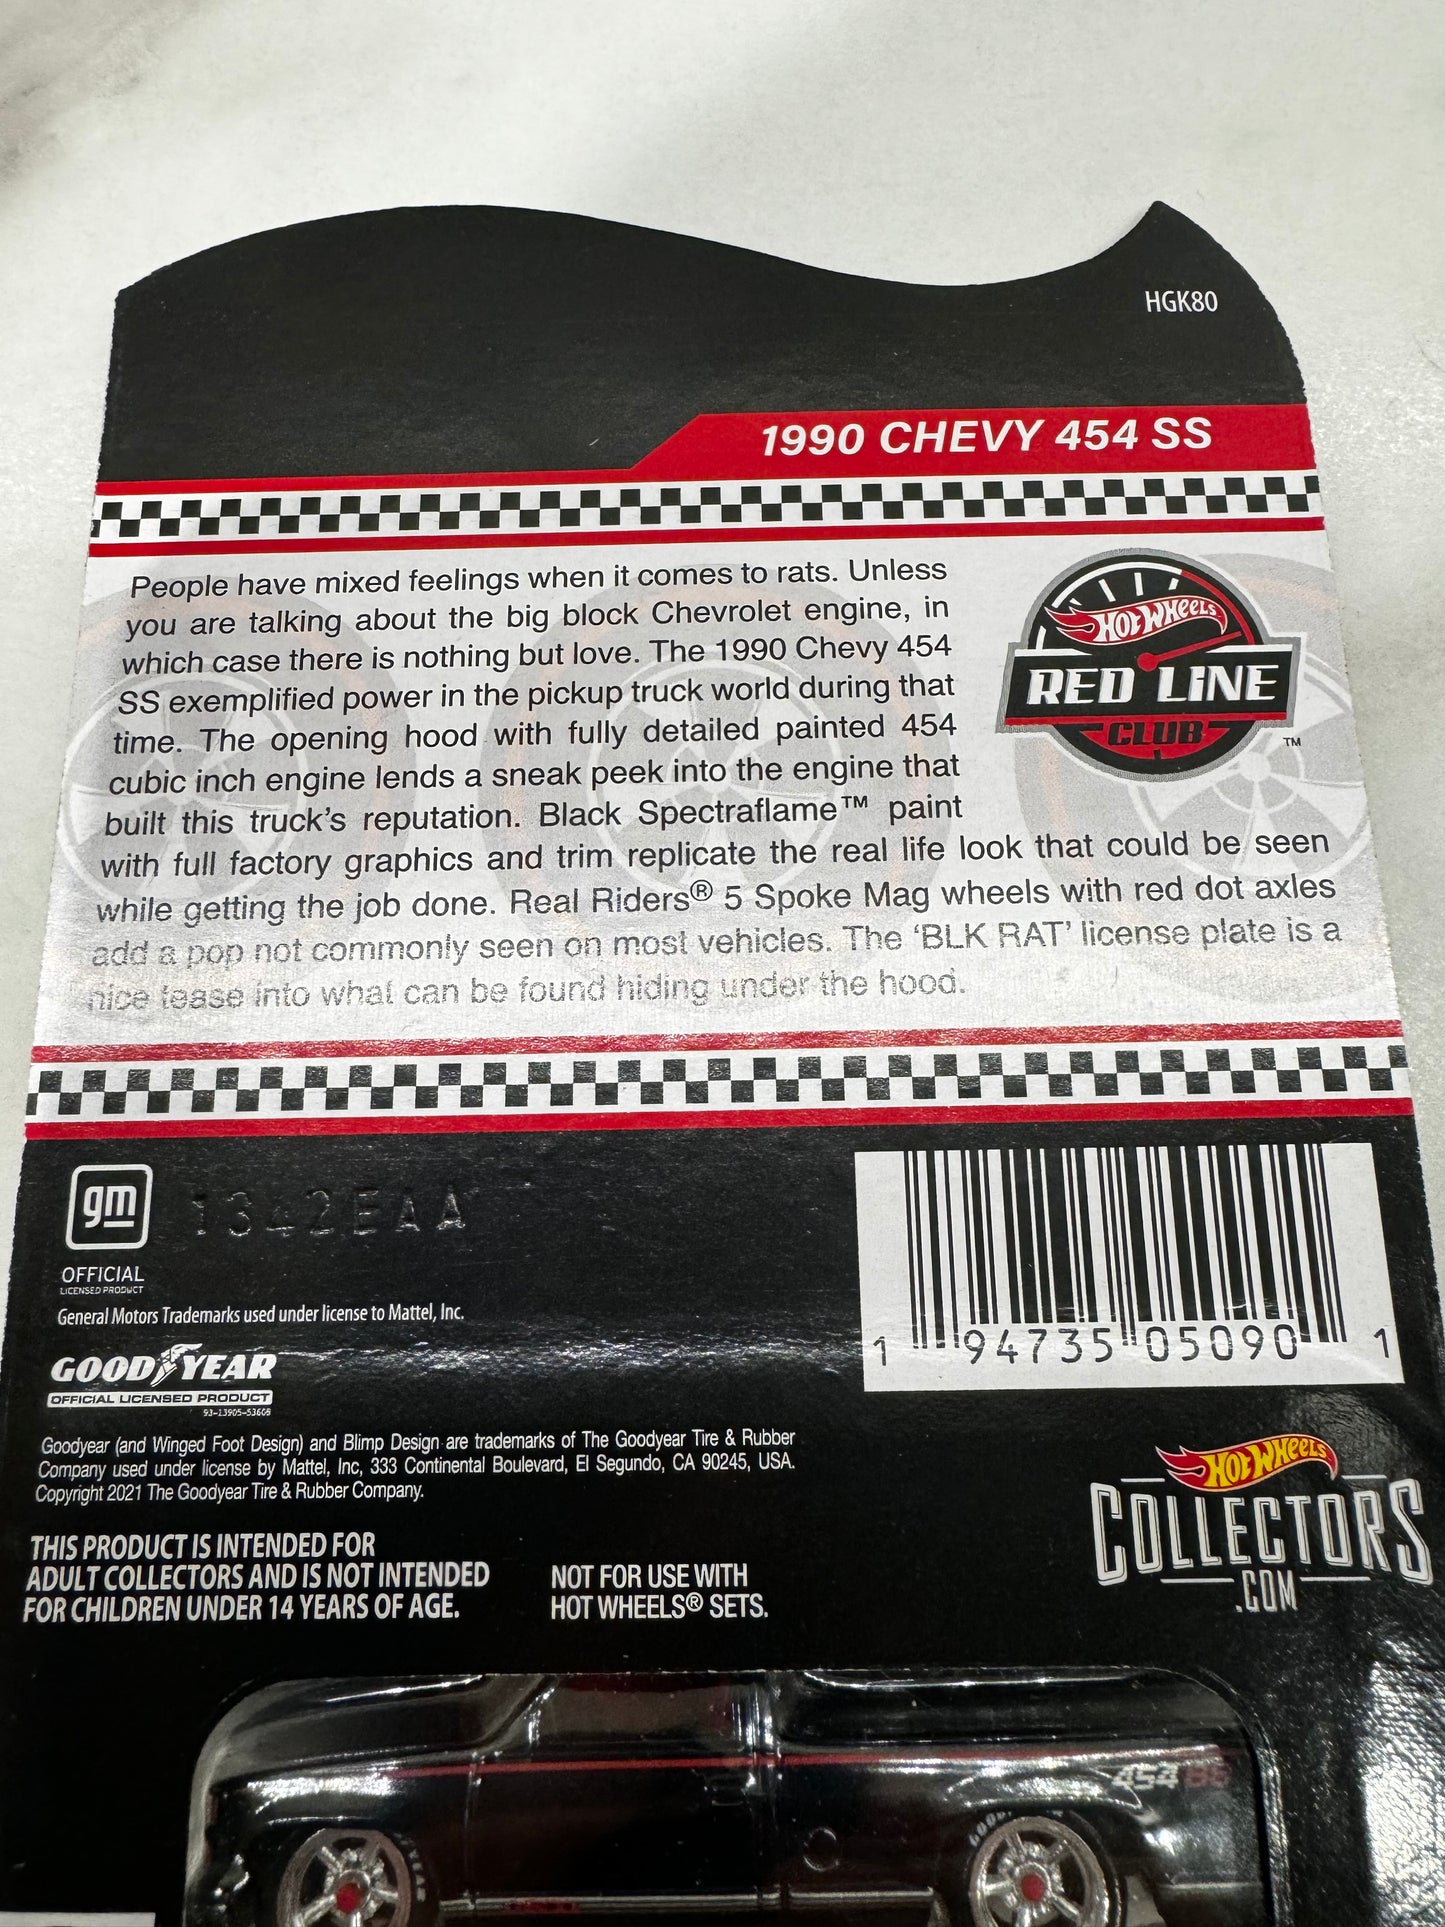 HGK80
1990 CHEVY 454 SS
People have mixed feelings when it comes to rats. Unless
you are talking about the big block Chevrolet engine, in
which case there is nothing but love. The 1990 Chevy 454
SS exemplified power in the pickup truck world during that
time. The opening hood with fully detailed painted 454
cubic inch engine lends a sneak peek into the engine that
built this truck's reputation. Black Spectraflame™ paint
with full factory graphics and trim replicate the real life look that could be seen
while getting the job done. Real Riders® 5 Spoke Mag wheels with red dot axles
add a pop not commonly seen on most vehicles. The ‘BLK RAT’ license plate is a
nice tease into what can be found hiding under the hood.
HOT WHEELS
RED LINE
CLUB
™
gm
1342EAA
OFFICIAL
LICENSED PRODUCT
General Motors Trademarks used under license to Mattel, Inc.
GOODYEAR
OFFICIAL LICENSED PRODUCT
93-13905-53605
Goodyear (and Winged Foot Design) and Blimp Design are trademarks of The Goodyear Tire & Rubber
Company used under license by Mattel, Inc, 333 Continental Boulevard, El Segundo, CA 90245, USA.
Copyright 2021 The Goodyear Tire & Rubber Company.
THIS PRODUCT IS INTENDED FOR
ADULT COLLECTORS AND IS NOT INTENDED
FOR CHILDREN UNDER 14 YEARS OF AGE.
NOT FOR USE WITH
HOT WHEELS® SETS.
1 94735 05090 1
HOT WHEELS
COLLECTORS
.COM
454 SS